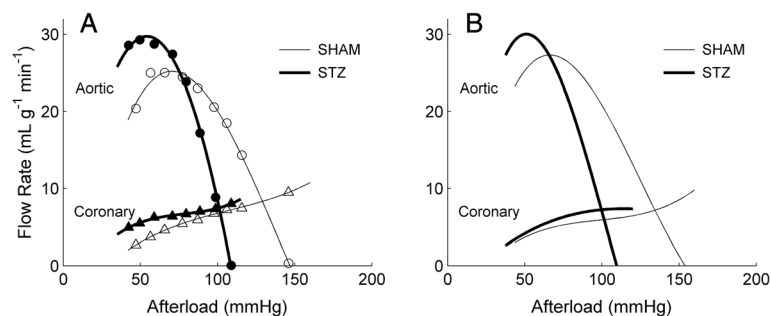 A
30
20
10
0
Flow Rate (mL g⁻¹ min⁻¹)
Aortic
Coronary
SHAM
STZ
0 50 100 150 200
Afterload (mmHg)
B
30
20
10
0
Aortic
Coronary
SHAM
STZ
0 50 100 150 200
Afterload (mmHg)